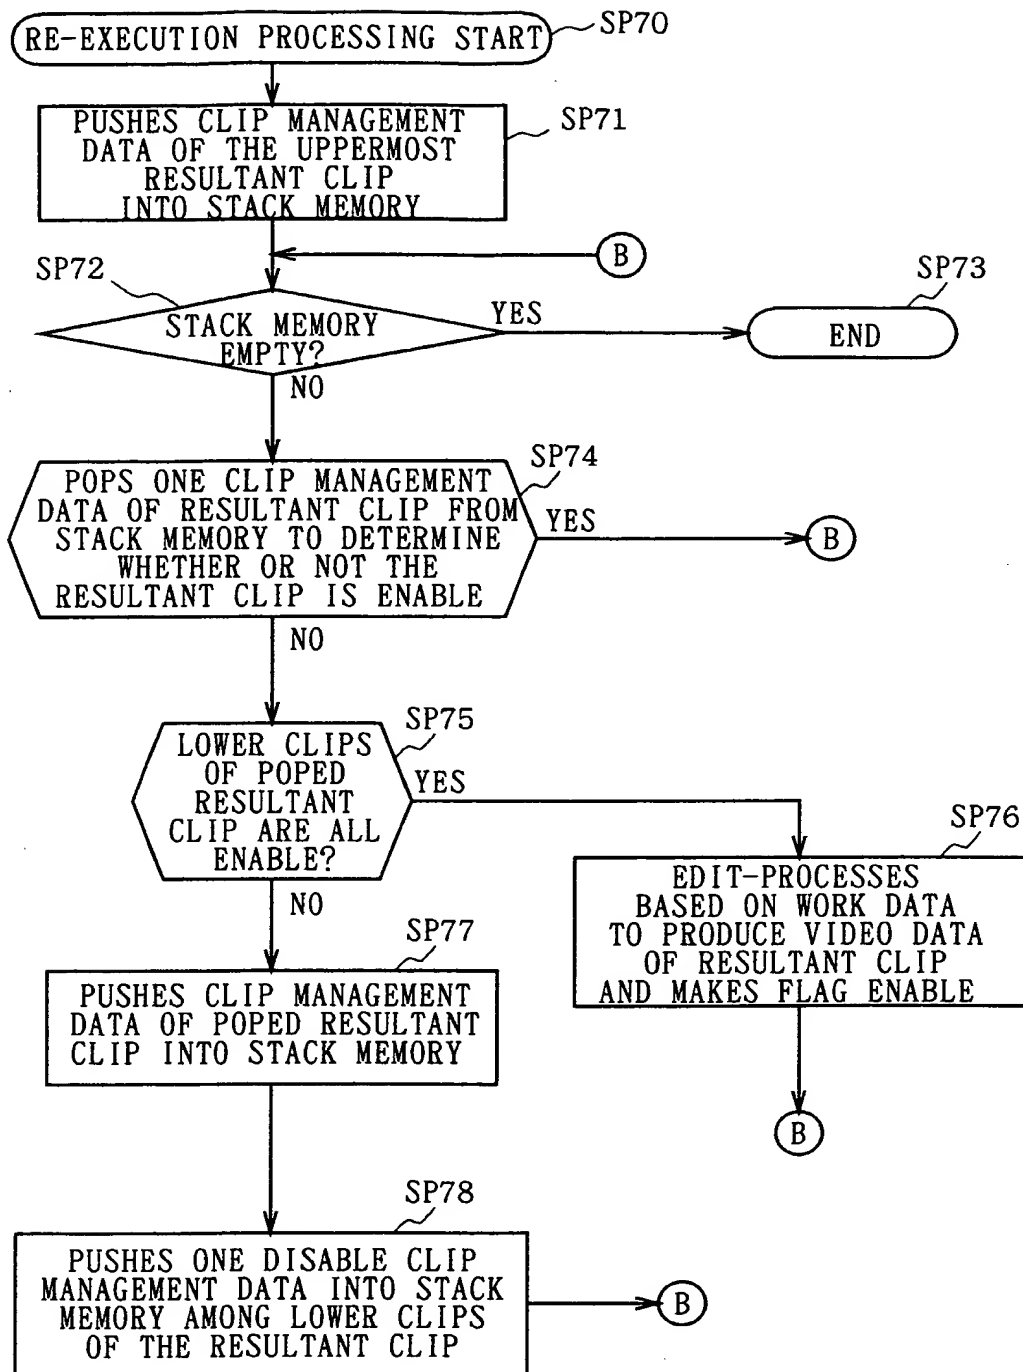 RE-EXECUTION PROCESSING START
SP70
PUSHES CLIP MANAGEMENT
DATA OF THE UPPERMOST
RESULTANT CLIP
INTO STACK MEMORY
SP71
B
SP72
STACK MEMORY
EMPTY?
YES
SP73
END
NO
SP74
POPS ONE CLIP MANAGEMENT
DATA OF RESULTANT CLIP FROM
STACK MEMORY TO DETERMINE
WHETHER OR NOT THE
RESULTANT CLIP IS ENABLE
YES
B
NO
SP75
LOWER CLIPS
OF POPED
RESULTANT
CLIP ARE ALL
ENABLE?
YES
SP76
EDIT-PROCESSES
BASED ON WORK DATA
TO PRODUCE VIDEO DATA
OF RESULTANT CLIP
AND MAKES FLAG ENABLE
B
NO
SP77
PUSHES CLIP MANAGEMENT
DATA OF POPED RESULTANT
CLIP INTO STACK MEMORY
SP78
PUSHES ONE DISABLE CLIP
MANAGEMENT DATA INTO STACK
MEMORY AMONG LOWER CLIPS
OF THE RESULTANT CLIP
B